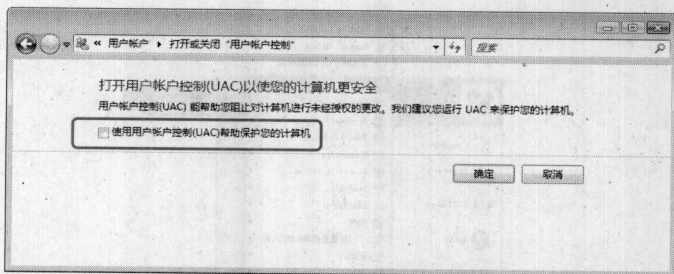 « 用户帐户 ▸ 打开或关闭“用户帐户控制” 搜索
打开用户帐户控制(UAC)以使您的计算机更安全
用户帐户控制(UAC) 能帮助您阻止对计算机进行未经授权的更改。我们建议您运行 UAC 来保护您的计算机。
使用用户帐户控制(UAC)帮助保护您的计算机
确定 取消